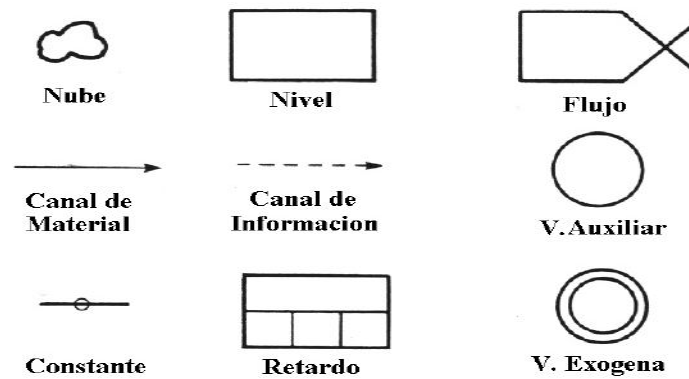 Nube
Nivel
Flujo
Canal de
Material
Canal de
Informacion
V.Auxiliar
Constante
Retardo
V. Exogena